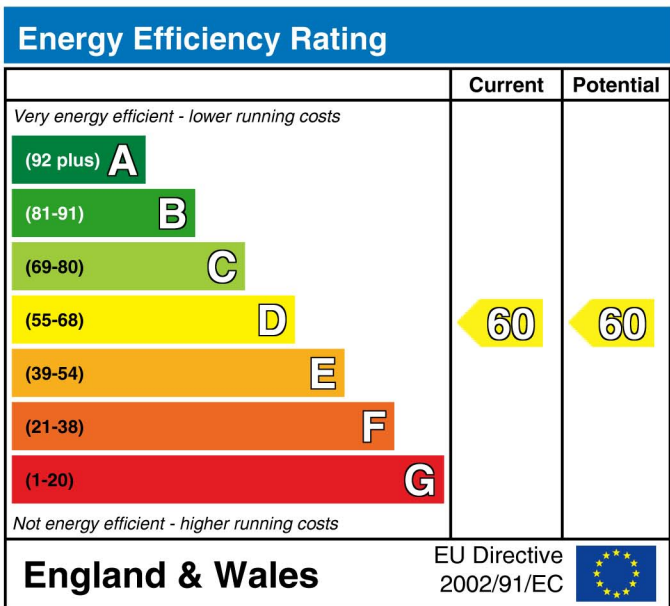 Energy Efficiency Rating
Current Potential
Very energy efficient - lower running costs
(92 plus) A
(81-91) B
(69-80) C
(55-68) D 60 60
(39-54) E
(21-38) F
(1-20) G
Not energy efficient - higher running costs
England & Wales
EU Directive
2002/91/EC